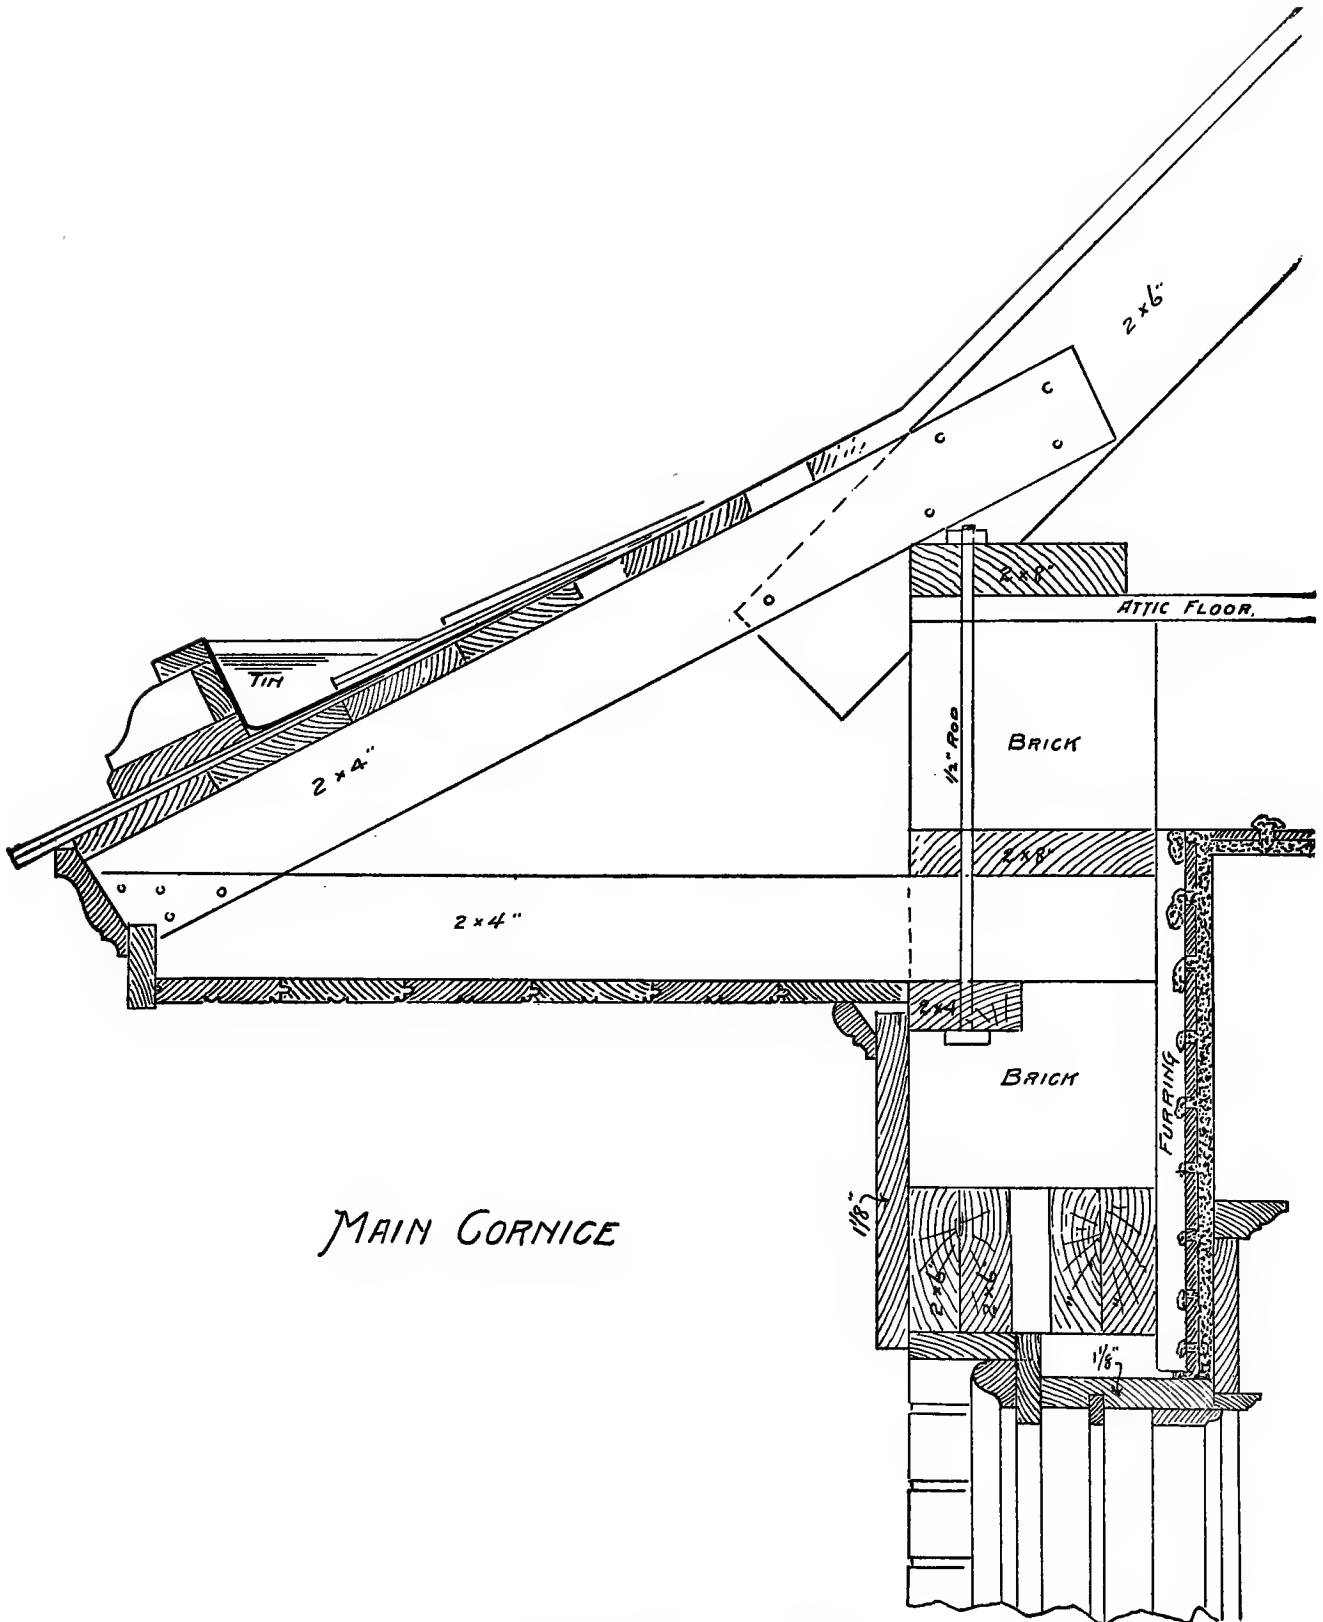 2 × 6"
2 × 8"
ATTIC FLOOR.
TIN
1/2" ROD
BRICK
2 × 4"
2 × 8"
2 × 4"
2 × 4
BRICK
FURRING
1 1/8"
MAIN CORNICE
2 × 6"
2 × 6"
" "
1 1/8"